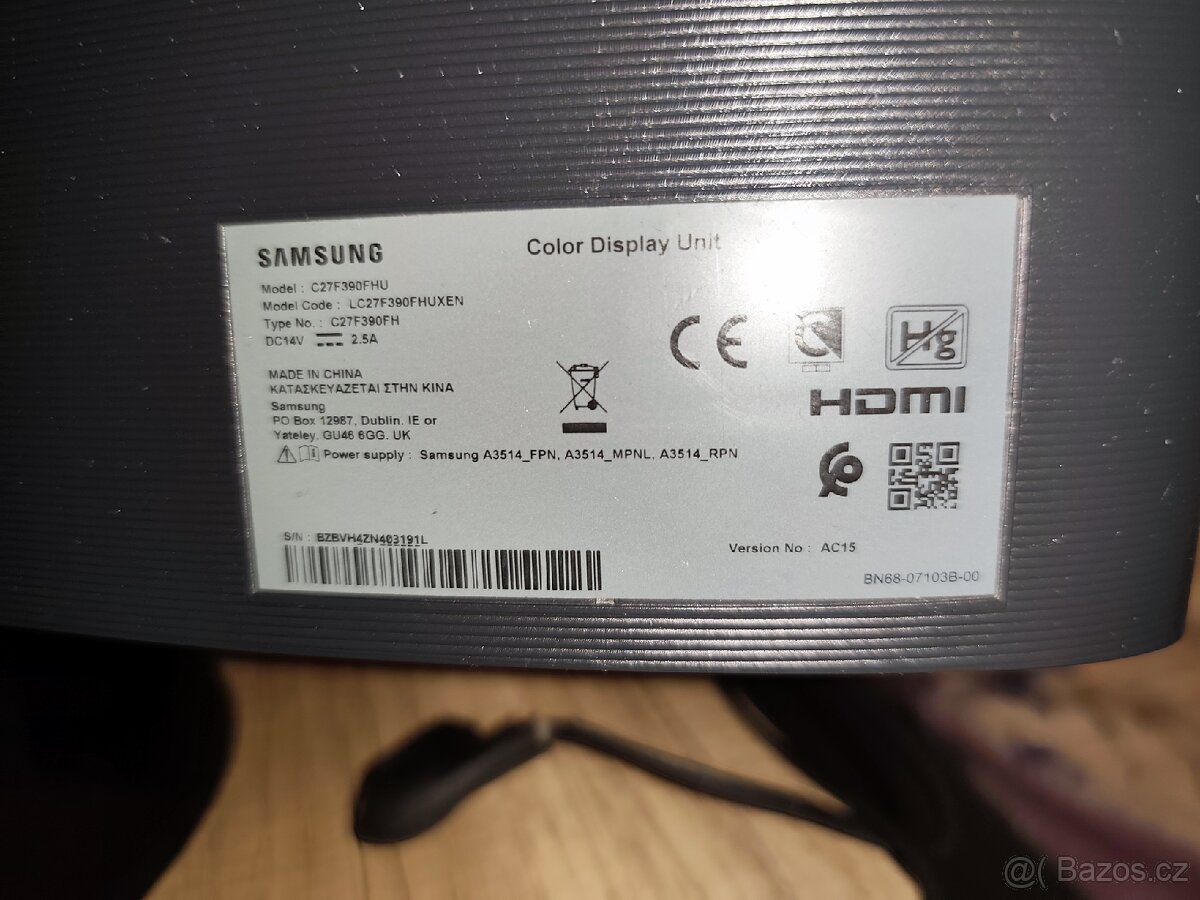 SAMSUNG
Color Display Unit
Model : C27F390FHU
Model Code : LC27F390FHUXEN
Type No. : C27F390FH
DC14V 2.5A
MADE IN CHINA
ΚΑΤΑΣΚΕΥΑΖΕΤΑΙ ΣΤΗΝ ΚΙΝΑ
Samsung
PO Box 12987, Dublin. IE or
Yateley, GU46 6GG. UK
Power supply : Samsung A3514_FPN, A3514_MPNL, A3514_RPN
CE
Hg
HDMI
S/N : BZBVH4ZN403191L
Version No : AC15
BN68-07103B-00
@( Bazos.cz